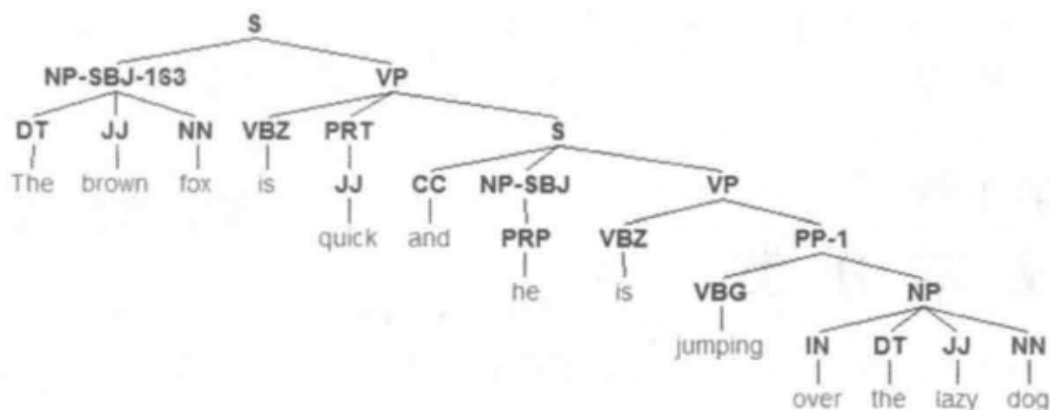 S
NP-SBJ-1S3 VP
DT JJ NN VBZ PRT S
The brown fox is JJ CC NP-SBJ VP
quick and PRP VBZ PP-1
he is VBG NP
jumping IN DT JJ NN
over the lazy dog